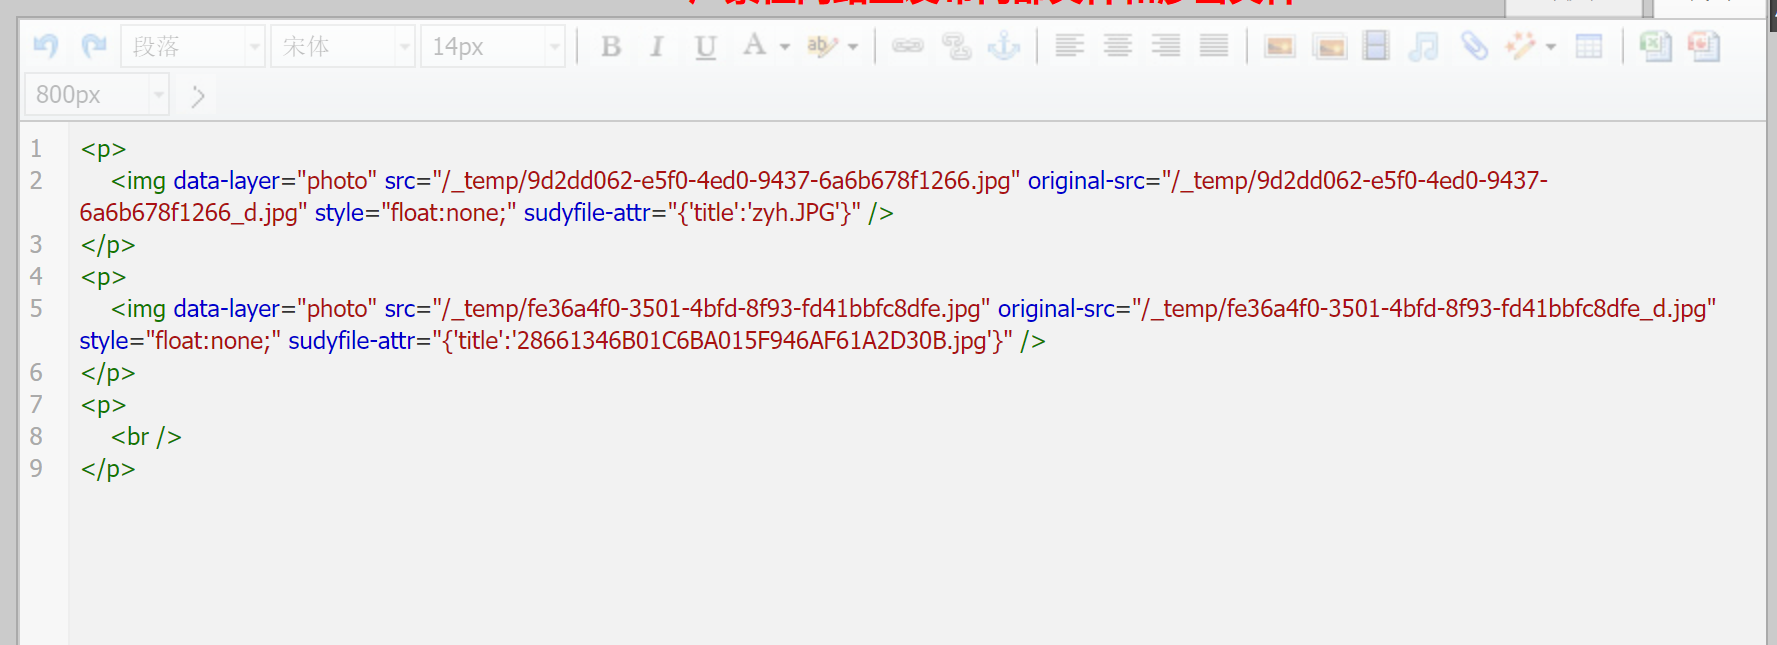 段落 宋体 14px B I U A ab
800px
1 <p>
2 <img data-layer="photo" src="/_temp/9d2dd062-e5f0-4ed0-9437-6a6b678f1266.jpg" original-src="/_temp/9d2dd062-e5f0-4ed0-9437-
6a6b678f1266_d.jpg" style="float:none;" sudyfile-attr="{'title':'zyh.JPG'}" />
3 </p>
4 <p>
5 <img data-layer="photo" src="/_temp/fe36a4f0-3501-4bfd-8f93-fd41bbfc8dfe.jpg" original-src="/_temp/fe36a4f0-3501-4bfd-8f93-fd41bbfc8dfe_d.jpg"
style="float:none;" sudyfile-attr="{'title':'28661346B01C6BA015F946AF61A2D30B.jpg'}" />
6 </p>
7 <p>
8 <br />
9 </p>